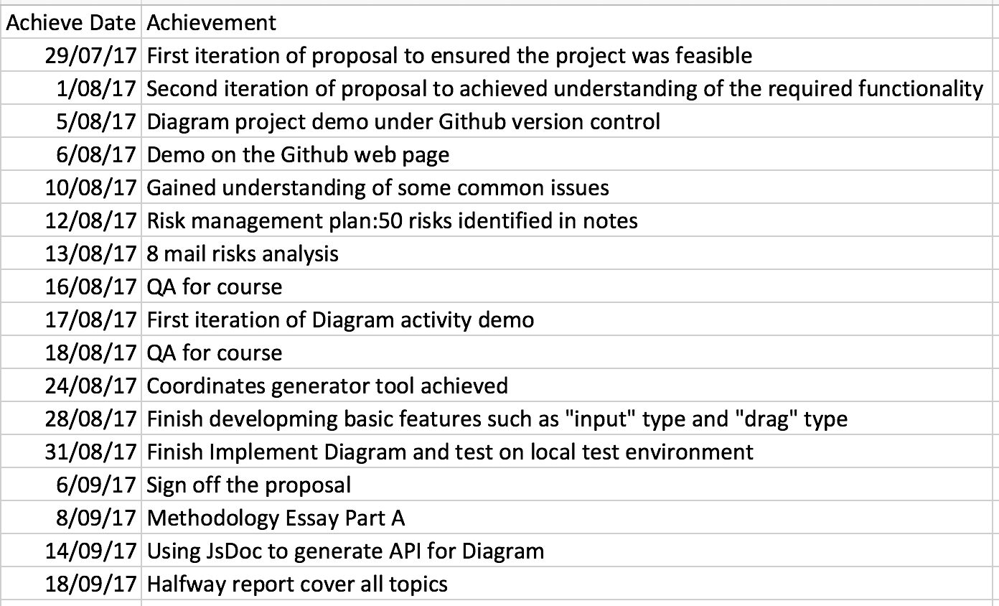 Achieve Date Achievement
29/07/17 First iteration of proposal to ensured the project was feasible
1/08/17 Second iteration of proposal to achieved understanding of the required functionality
5/08/17 Diagram project demo under Github version control
6/08/17 Demo on the Github web page
10/08/17 Gained understanding of some common issues
12/08/17 Risk management plan:50 risks identified in notes
13/08/17 8 mail risks analysis
16/08/17 QA for course
17/08/17 First iteration of Diagram activity demo
18/08/17 QA for course
24/08/17 Coordinates generator tool achieved
28/08/17 Finish developming basic features such as "input" type and "drag" type
31/08/17 Finish Implement Diagram and test on local test environment
6/09/17 Sign off the proposal
8/09/17 Methodology Essay Part A
14/09/17 Using JsDoc to generate API for Diagram
18/09/17 Halfway report cover all topics